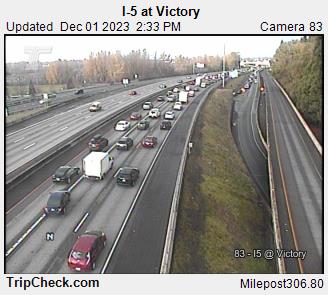 I-5 at Victory
Updated Dec 01 2023 2:33 PM Camera 83
N
83 - I5 @ Victory
TripCheck.com Milepost306.80